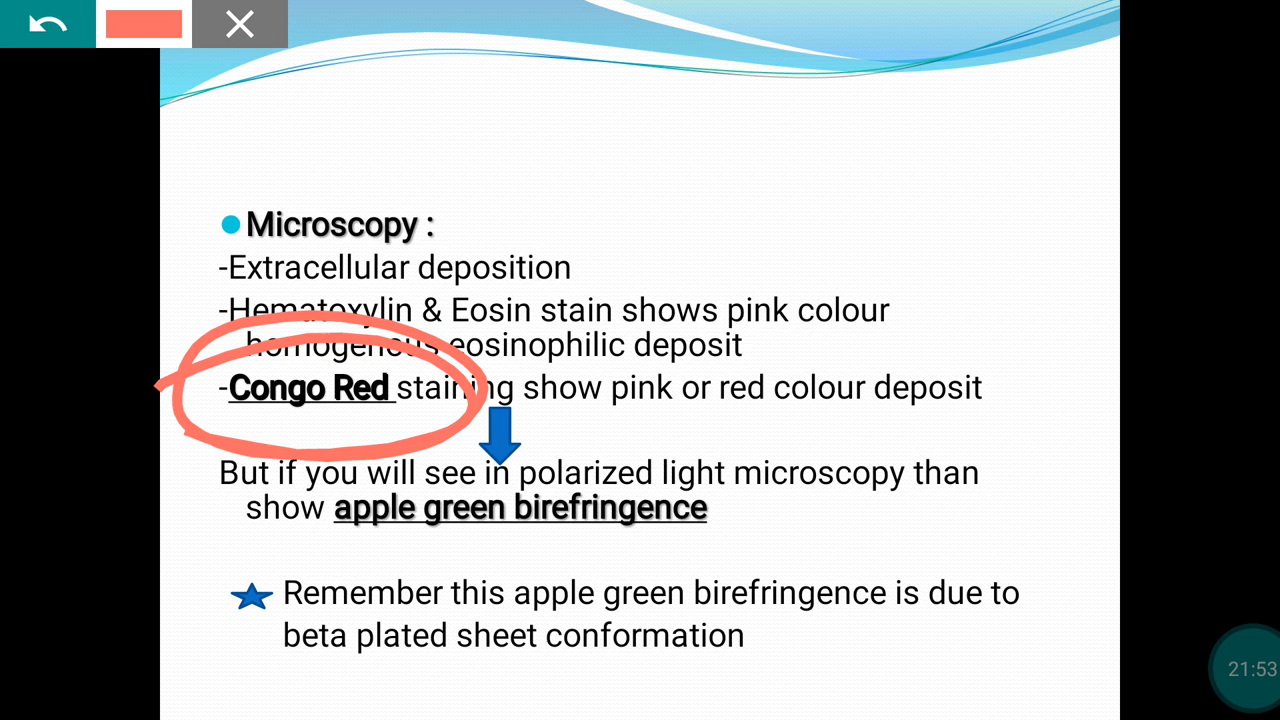 Microscopy :
-Extracellular deposition
-Hematoxylin & Eosin stain shows pink colour
homogenous eosinophilic deposit
-Congo Red staining show pink or red colour deposit
But if you will see in polarized light microscopy than
show apple green birefringence
Remember this apple green birefringence is due to
beta plated sheet conformation
21:53